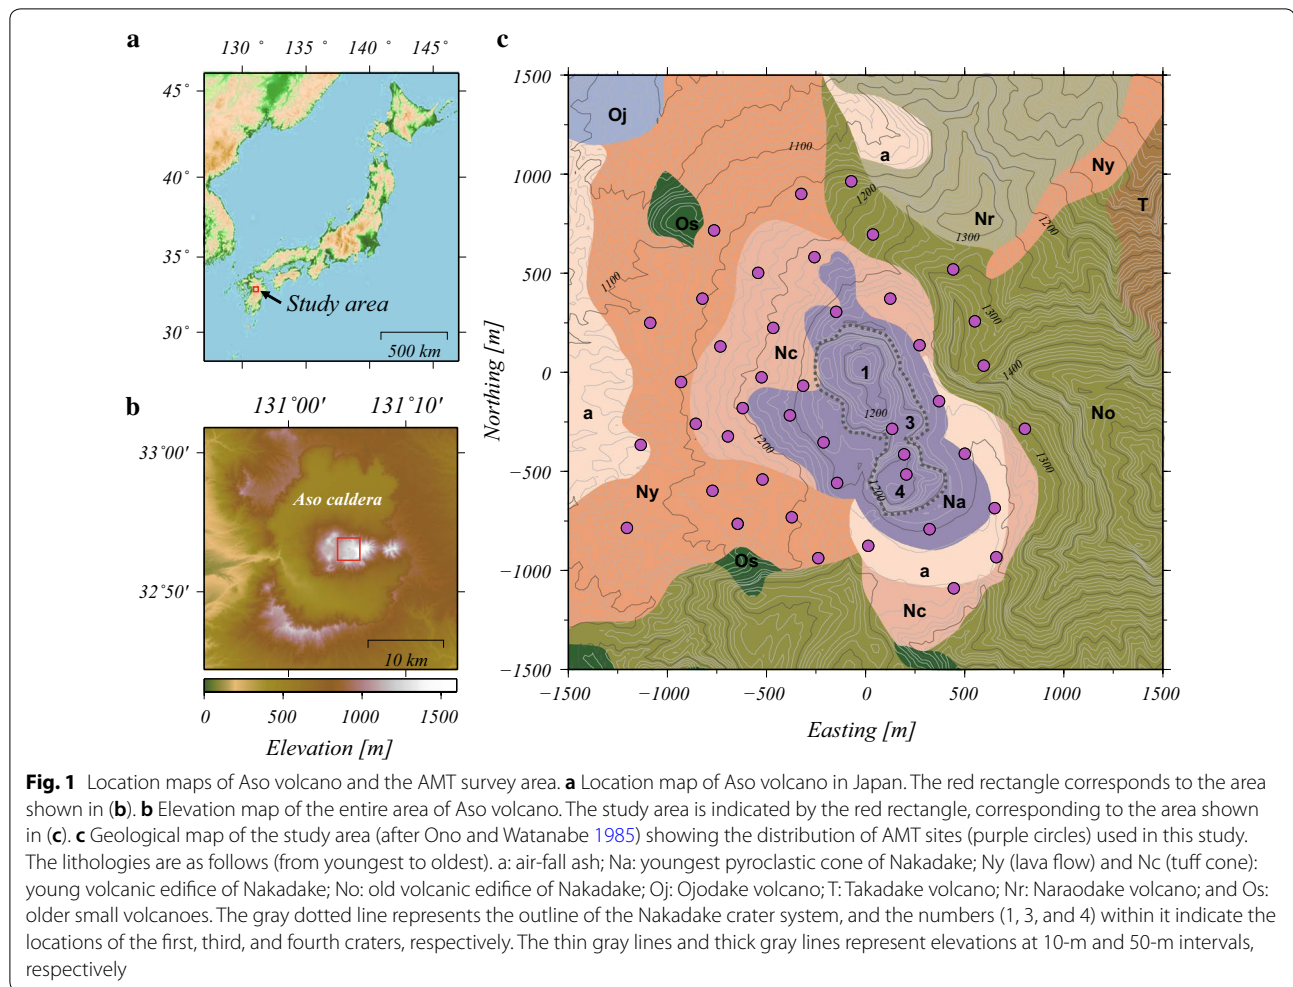 a
130 ° 135 ° 140 ° 145 °
45°
40°
35°
30°
Study area
500 km
b
131°00′ 131°10′
33°00′
32°50′
Aso caldera
10 km
0 500 1000 1500
Elevation [m]
c
1500
1000
500
0
−500
−1000
−1500
Northing [m]
−1500 −1000 −500 0 500 1000 1500
Easting [m]
Oj
a
Ny
T
Os
Nr
1100
1200
1300
1200
1100
1300
1400
Nc
1
a
1200
3
No
1200
1300
4
1200
Ny
Na
Os
a
Nc
Fig. 1 Location maps of Aso volcano and the AMT survey area. a Location map of Aso volcano in Japan. The red rectangle corresponds to the area
shown in (b). b Elevation map of the entire area of Aso volcano. The study area is indicated by the red rectangle, corresponding to the area shown
in (c). c Geological map of the study area (after Ono and Watanabe 1985) showing the distribution of AMT sites (purple circles) used in this study.
The lithologies are as follows (from youngest to oldest). a: air-fall ash; Na: youngest pyroclastic cone of Nakadake; Ny (lava flow) and Nc (tuff cone):
young volcanic edifice of Nakadake; No: old volcanic edifice of Nakadake; Oj: Ojodake volcano; T: Takadake volcano; Nr: Naraodake volcano; and Os:
older small volcanoes. The gray dotted line represents the outline of the Nakadake crater system, and the numbers (1, 3, and 4) within it indicate the
locations of the first, third, and fourth craters, respectively. The thin gray lines and thick gray lines represent elevations at 10-m and 50-m intervals,
respectively